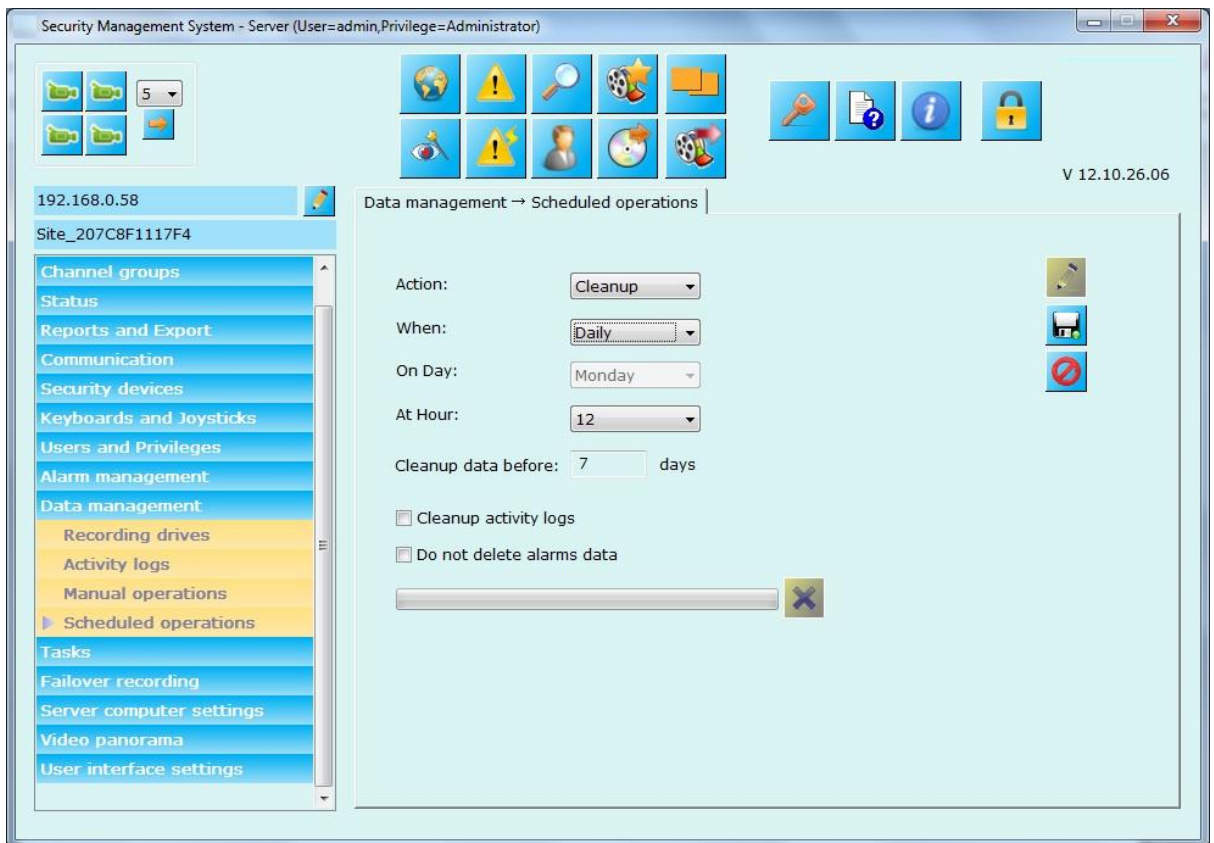 Security Management System - Server (User=admin,Privilege=Administrator)
5
V 12.10.26.06
192.168.0.58
Site_207C8F1117F4
Channel groups
Status
Reports and Export
Communication
Security devices
Keyboards and Joysticks
Users and Privileges
Alarm management
Data management
Recording drives
Activity logs
Manual operations
Scheduled operations
Tasks
Failover recording
Server computer settings
Video panorama
User interface settings
Data management → Scheduled operations
Action: Cleanup
When: Daily
On Day: Monday
At Hour: 12
Cleanup data before: 7 days
Cleanup activity logs
Do not delete alarms data